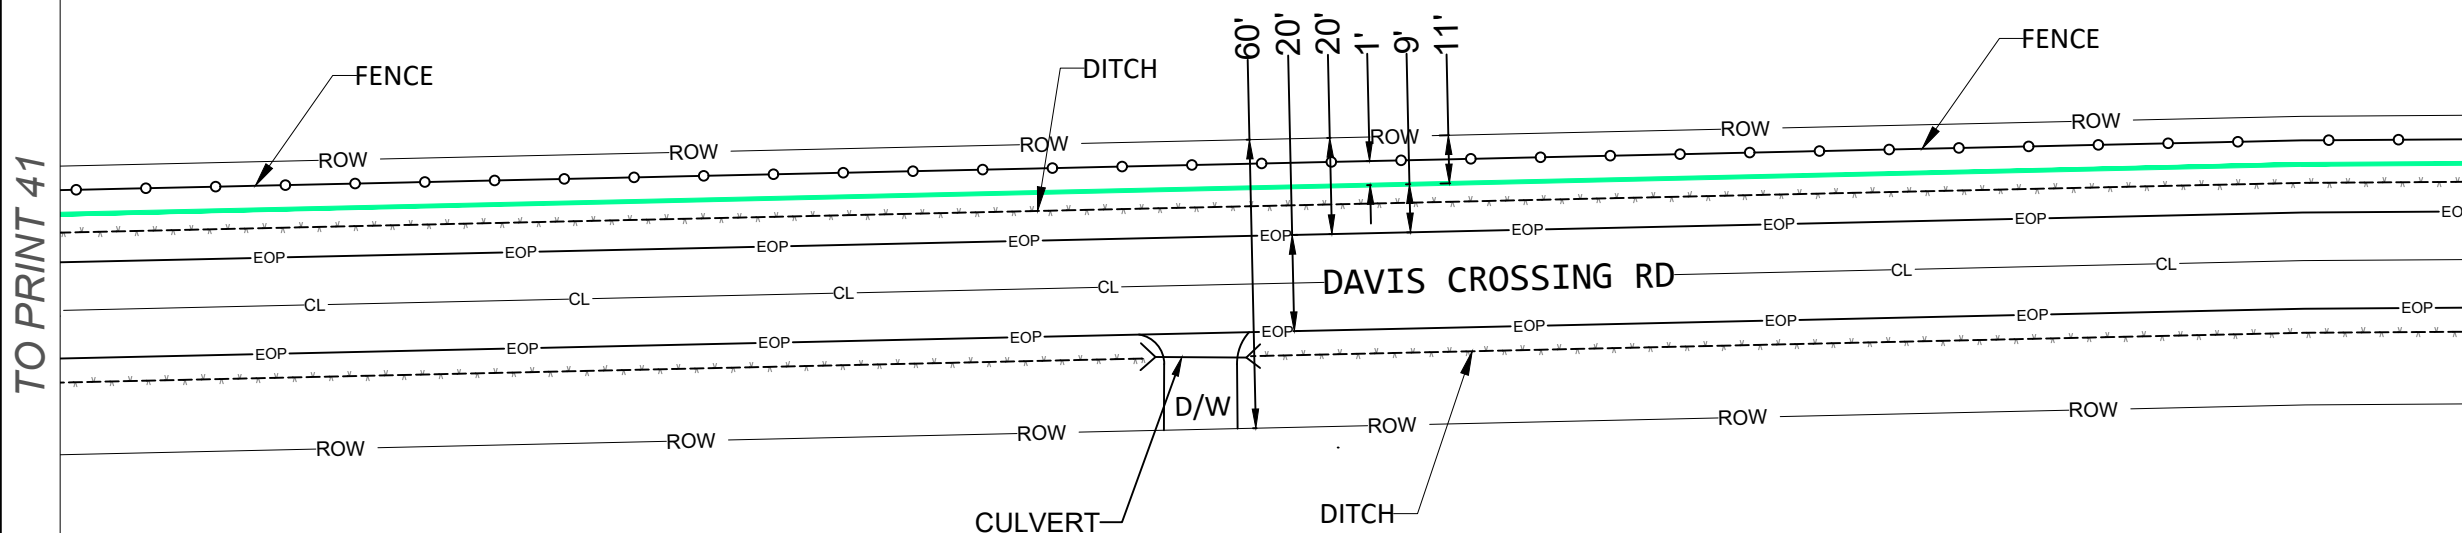 TO PRINT 41
FENCE
DITCH
60'
20'
20'
1'
9'
11'
FENCE
ROW
ROW
ROW
ROW
ROW
ROW
EOP
EOP
EOP
EOP
EOP
EOP
EOP
EOP
EO
CL
CL
CL
CL
DAVIS CROSSING RD
CL
CL
EOP
EOP
EOP
EOP
EOP
EOP
EOP
EOP
EOP
D/W
ROW
ROW
ROW
ROW
ROW
ROW
CULVERT
DITCH